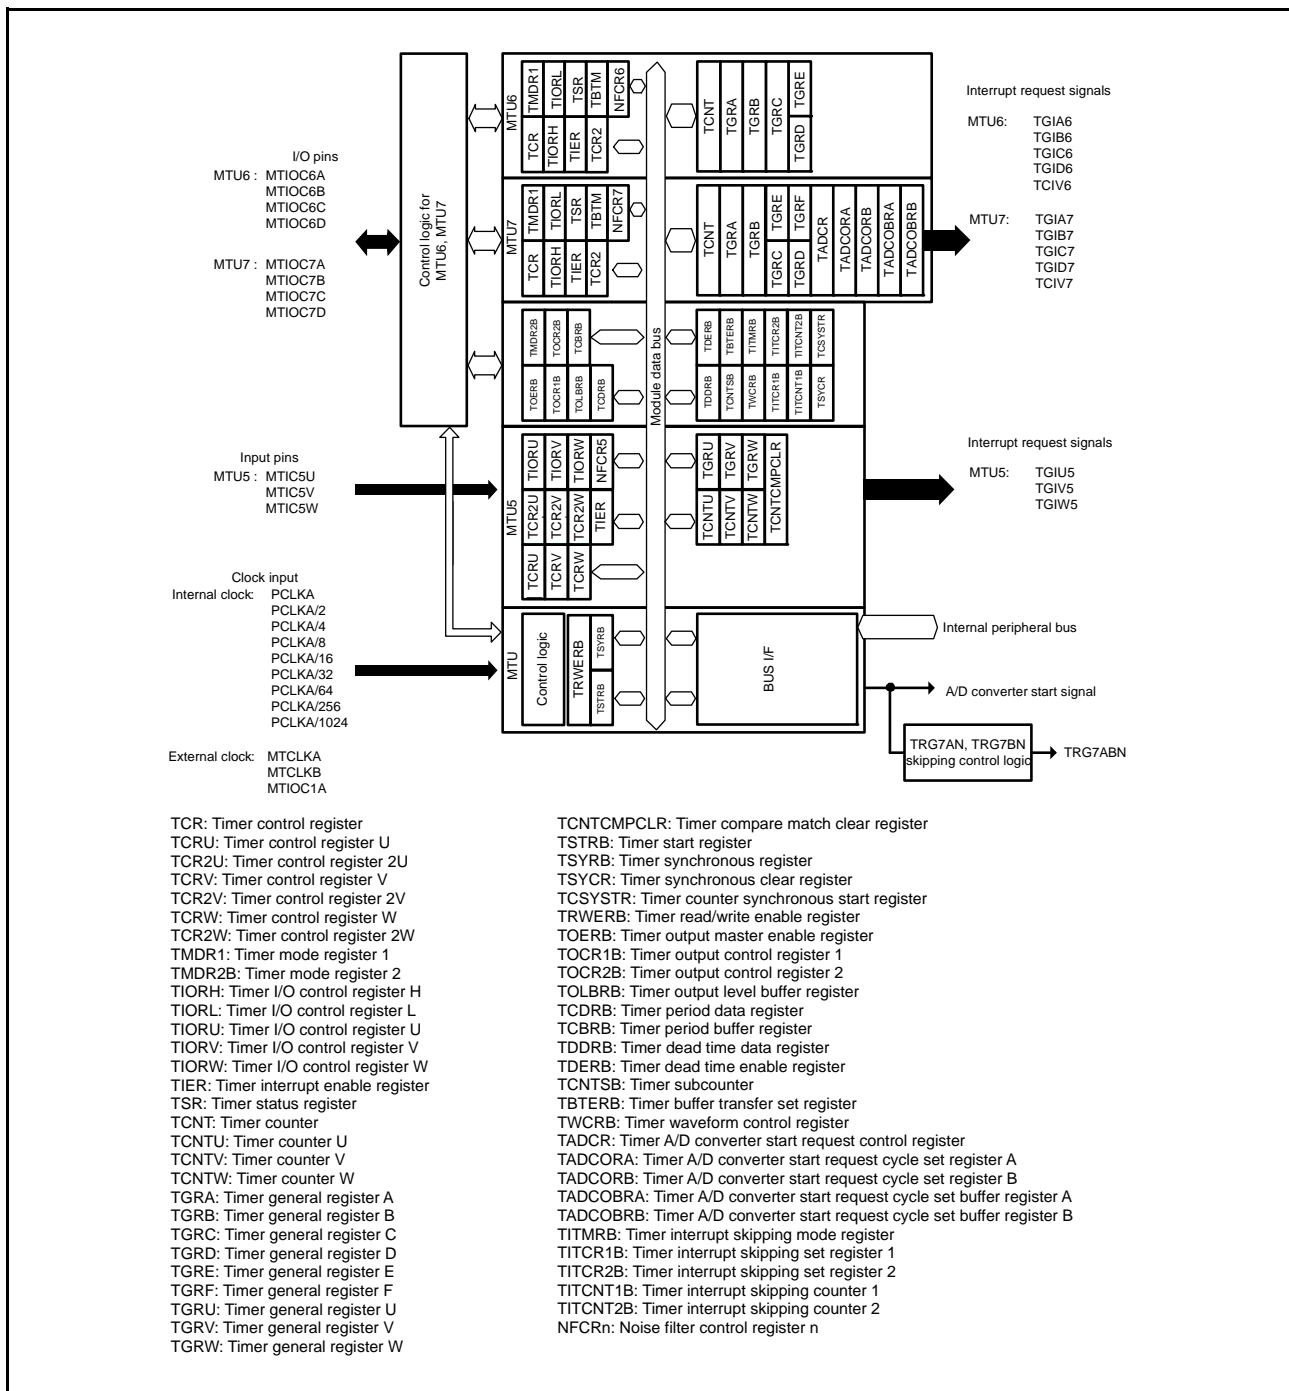 I/O pins
MTU6 : MTIOC6A
MTIOC6B
MTIOC6C
MTIOC6D
MTU7 : MTIOC7A
MTIOC7B
MTIOC7C
MTIOC7D
Input pins
MTU5 : MTIC5U
MTIC5V
MTIC5W
Clock input
Internal clock: PCLKA
PCLKA/2
PCLKA/4
PCLKA/8
PCLKA/16
PCLKA/32
PCLKA/64
PCLKA/256
PCLKA/1024
External clock: MTCLKA
MTCLKB
MTIOC1A
Control logic for
MTU6, MTU7
MTU6
TMDR1
TIORL
TSR
TBTM
NFCR6
TCR
TIORH
TIER
TCR2
TCNT
TGRA
TGRB
TGRC
TGRE
TGRD
MTU7
TMDR1
TIORL
TSR
TBTM
NFCR7
TCR
TIORH
TIER
TCR2
TCNT
TGRA
TGRB
TGRE
TGRF
TGRC
TGRD
TADCR
TADCORA
TADCORB
TADCOBRA
TADCOBRB
TMDR2B
TOCR2B
TCBRB
TOERB
TOCR1B
TOLBRB
TCDRB
Module data bus
TDERB
TBTERB
TITMRB
TITCR2B
TITCNT2B
TCSYSTR
TDDRB
TCNTSB
TWCRB
TITCR1B
TITCNT1B
TSYCR
MTU5
TIORU
TIORV
TIORW
NFCR5
TCR2U
TCR2V
TCR2W
TIER
TCRU
TCRV
TCRW
TGRU
TGRV
TGRW
TCNTCMPCLR
TCNTU
TCNTV
TCNTW
MTU
Control logic
TRWERB
TSYRB
TSTRB
BUS I/F
Interrupt request signals
MTU6: TGIA6
TGIB6
TGIC6
TGID6
TCIV6
MTU7: TGIA7
TGIB7
TGIC7
TGID7
TCIV7
Interrupt request signals
MTU5: TGIU5
TGIV5
TGIW5
Internal peripheral bus
A/D converter start signal
TRG7AN, TRG7BN
skipping control logic
TRG7ABN
TCR: Timer control register
TCRU: Timer control register U
TCR2U: Timer control register 2U
TCRV: Timer control register V
TCR2V: Timer control register 2V
TCRW: Timer control register W
TCR2W: Timer control register 2W
TMDR1: Timer mode register 1
TMDR2B: Timer mode register 2
TIORH: Timer I/O control register H
TIORL: Timer I/O control register L
TIORU: Timer I/O control register U
TIORV: Timer I/O control register V
TIORW: Timer I/O control register W
TIER: Timer interrupt enable register
TSR: Timer status register
TCNT: Timer counter
TCNTU: Timer counter U
TCNTV: Timer counter V
TCNTW: Timer counter W
TGRA: Timer general register A
TGRB: Timer general register B
TGRC: Timer general register C
TGRD: Timer general register D
TGRE: Timer general register E
TGRF: Timer general register F
TGRU: Timer general register U
TGRV: Timer general register V
TGRW: Timer general register W
TCNTCMPCLR: Timer compare match clear register
TSTRB: Timer start register
TSYRB: Timer synchronous register
TSYCR: Timer synchronous clear register
TCSYSTR: Timer counter synchronous start register
TRWERB: Timer read/write enable register
TOERB: Timer output master enable register
TOCR1B: Timer output control register 1
TOCR2B: Timer output control register 2
TOLBRB: Timer output level buffer register
TCDRB: Timer period data register
TCBRB: Timer period buffer register
TDDRB: Timer dead time data register
TDERB: Timer dead time enable register
TCNTSB: Timer subcounter
TBTERB: Timer buffer transfer set register
TWCRB: Timer waveform control register
TADCR: Timer A/D converter start request control register
TADCORA: Timer A/D converter start request cycle set register A
TADCORB: Timer A/D converter start request cycle set register B
TADCOBRA: Timer A/D converter start request cycle set buffer register A
TADCOBRB: Timer A/D converter start request cycle set buffer register B
TITMRB: Timer interrupt skipping mode register
TITCR1B: Timer interrupt skipping set register 1
TITCR2B: Timer interrupt skipping set register 2
TITCNT1B: Timer interrupt skipping counter 1
TITCNT2B: Timer interrupt skipping counter 2
NFCRn: Noise filter control register n